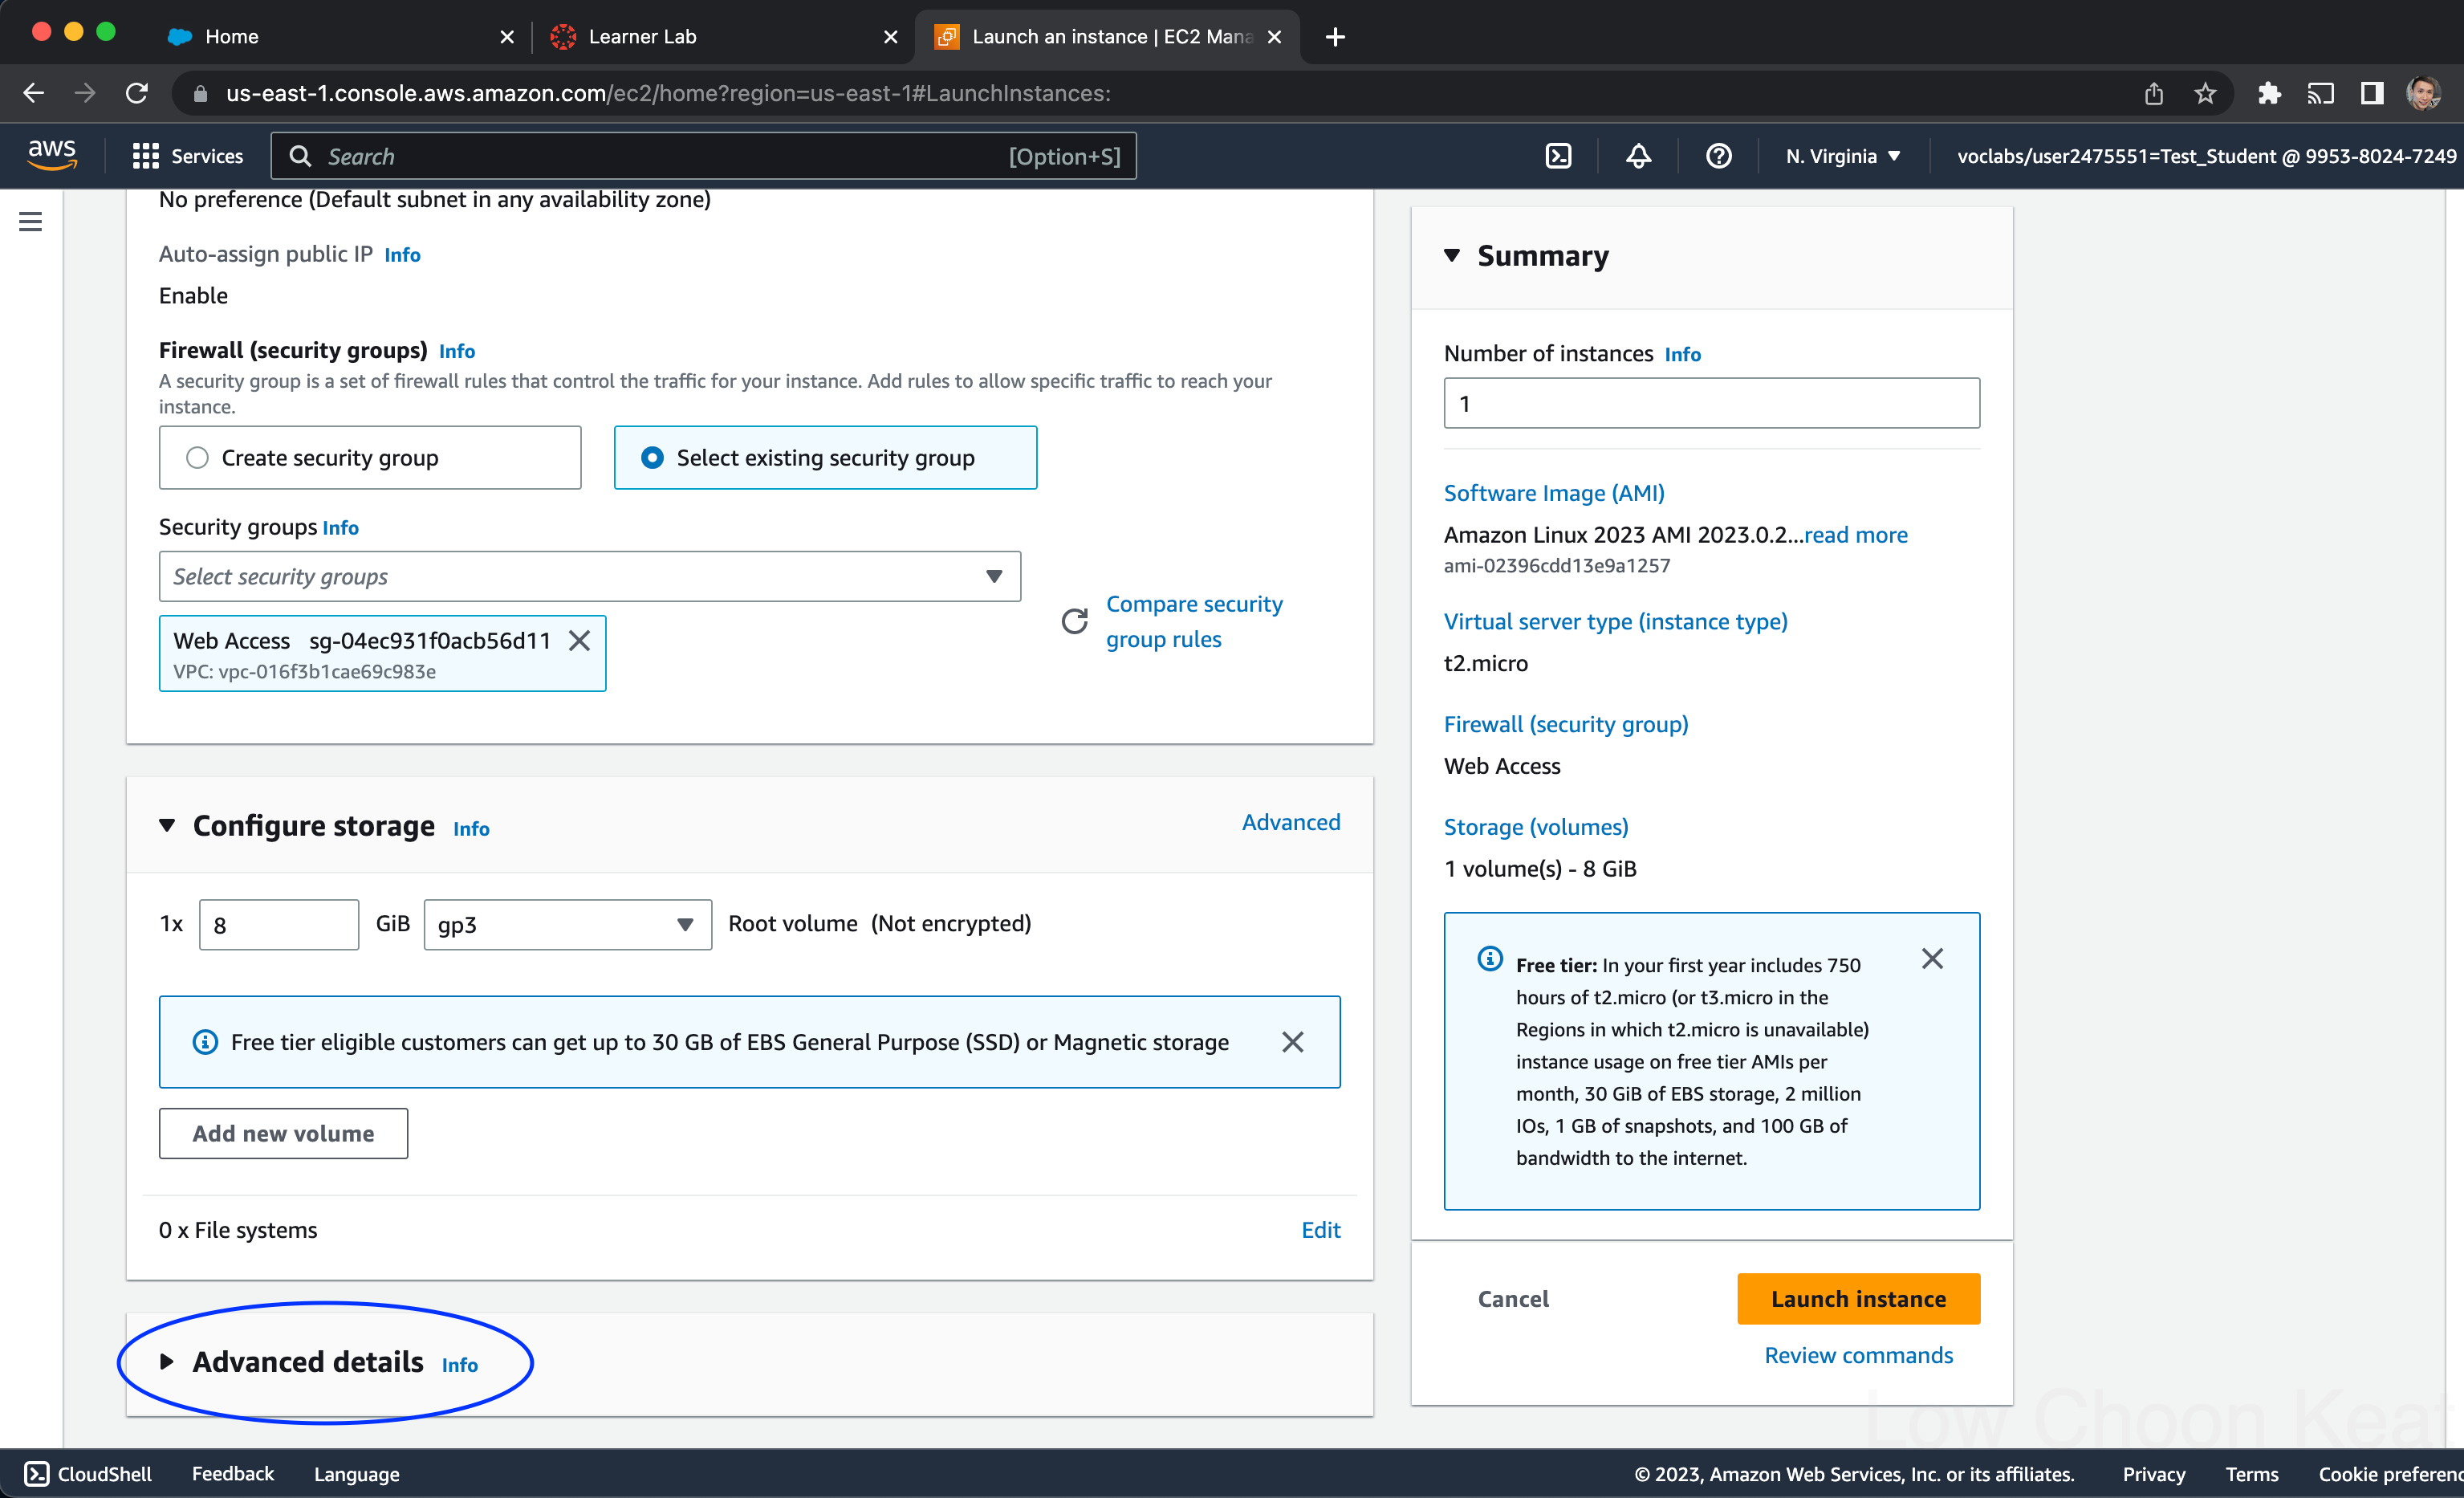 Home
Learner Lab
Launch an instance | EC2 Mana
us-east-1.console.aws.amazon.com/ec2/home?region=us-east-1#LaunchInstances:
aws
Services
Search
[Option+S]
N. Virginia
voclabs/user2475551=Test_Student @ 9953-8024-7249
No preference (Default subnet in any availability zone)
Auto-assign public IP Info
Enable
Firewall (security groups) Info
A security group is a set of firewall rules that control the traffic for your instance. Add rules to allow specific traffic to reach your
instance.
Create security group
Select existing security group
Security groups Info
Select security groups
Compare security
group rules
Web Access sg-04ec931f0acb56d11
VPC: vpc-016f3b1cae69c983e
Configure storage Info
Advanced
1x 8 GiB gp3 Root volume (Not encrypted)
Free tier eligible customers can get up to 30 GB of EBS General Purpose (SSD) or Magnetic storage
Add new volume
0 x File systems
Edit
Advanced details Info
Summary
Number of instances Info
1
Software Image (AMI)
Amazon Linux 2023 AMI 2023.0.2...read more
ami-02396cdd13e9a1257
Virtual server type (instance type)
t2.micro
Firewall (security group)
Web Access
Storage (volumes)
1 volume(s) - 8 GiB
Free tier: In your first year includes 750
hours of t2.micro (or t3.micro in the
Regions in which t2.micro is unavailable)
instance usage on free tier AMIs per
month, 30 GiB of EBS storage, 2 million
IOs, 1 GB of snapshots, and 100 GB of
bandwidth to the internet.
Cancel
Launch instance
Review commands
Low Choon Keat
CloudShell
Feedback
Language
© 2023, Amazon Web Services, Inc. or its affiliates.
Privacy
Terms
Cookie preferenc